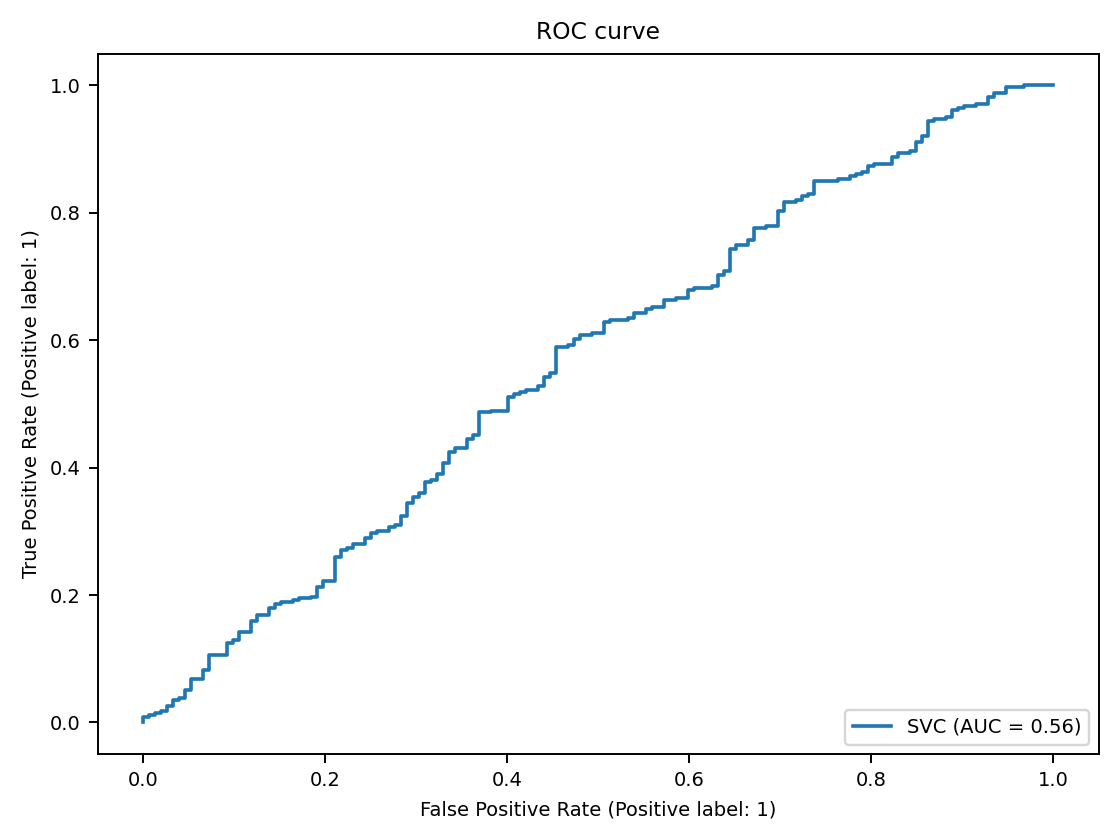 ROC curve
True Positive Rate (Positive label: 1)
1.0
0.8
0.6
0.4
0.2
0.0
SVC (AUC = 0.56)
0.0 0.2 0.4 0.6 0.8 1.0
False Positive Rate (Positive label: 1)